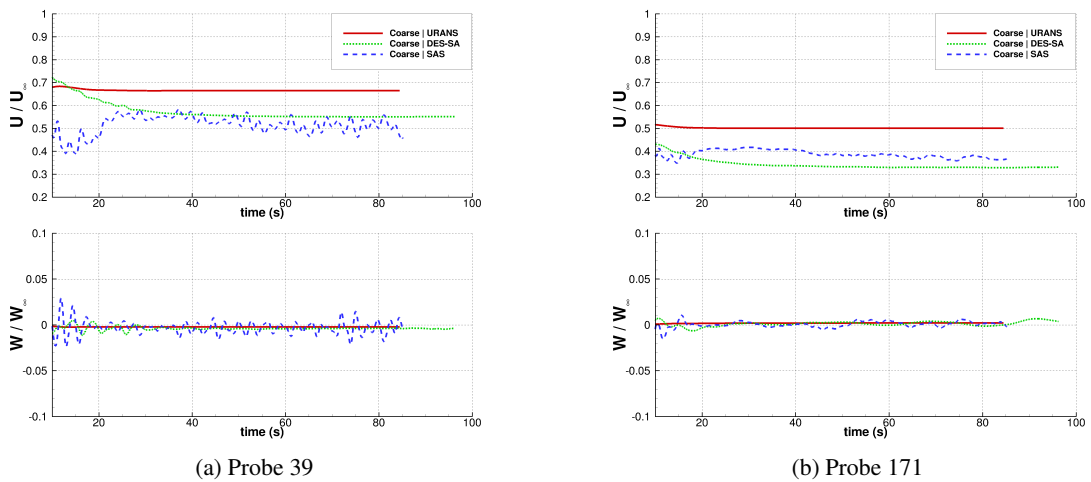 1
0.9
0.8
0.7
0.6
0.5
0.4
0.3
0.2
U / U∞
20 40 60 80 100
time (s)
Coarse | URANS
Coarse | DES-SA
Coarse | SAS
0.1
0.05
0
-0.05
-0.1
W / W∞
20 40 60 80 100
time (s)
(a) Probe 39
1
0.9
0.8
0.7
0.6
0.5
0.4
0.3
0.2
U / U∞
20 40 60 80 100
time (s)
Coarse | URANS
Coarse | DES-SA
Coarse | SAS
0.1
0.05
0
-0.05
-0.1
W / W∞
20 40 60 80 100
time (s)
(b) Probe 171